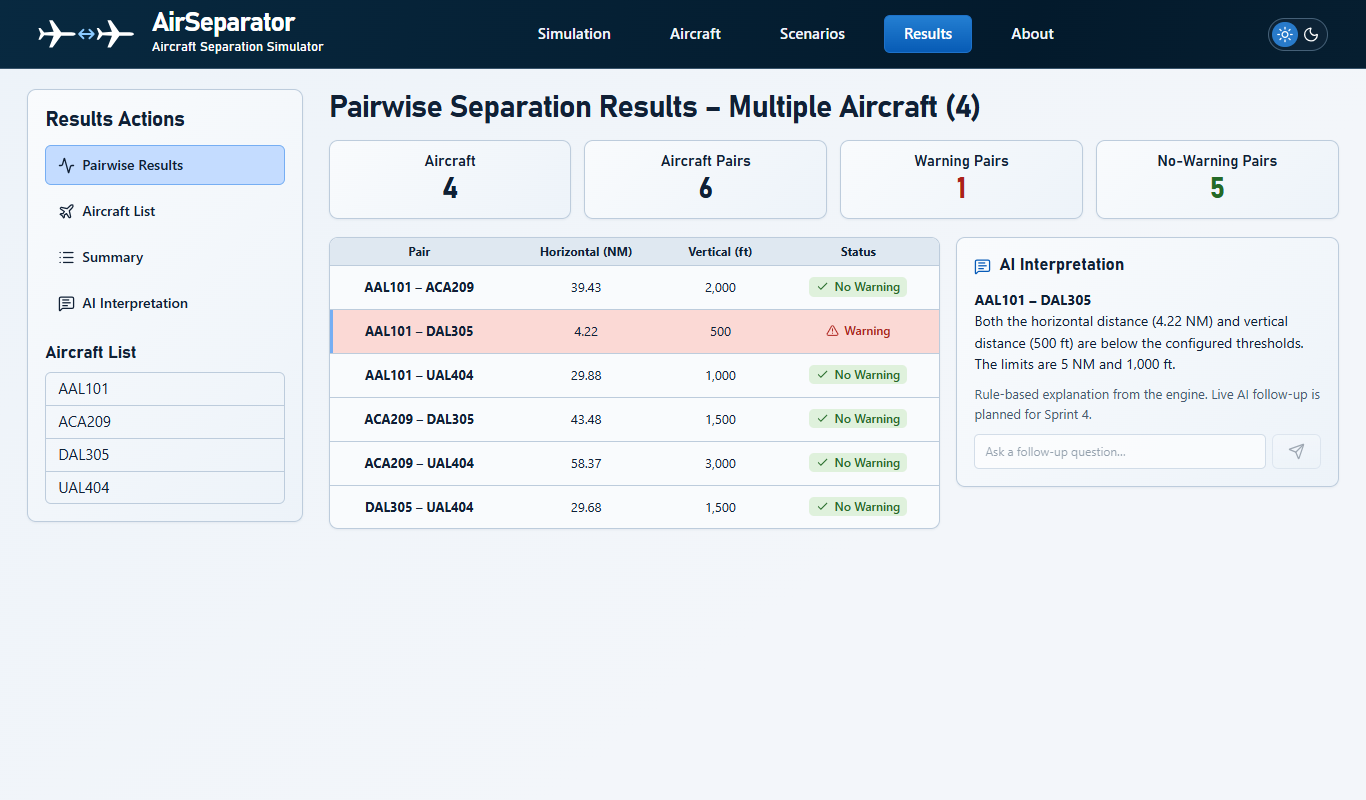 AirSeparator
Aircraft Separation Simulator
Simulation Aircraft Scenarios Results About
Results Actions
Pairwise Results
Aircraft List
Summary
AI Interpretation
Aircraft List
AAL101
ACA209
DAL305
UAL404
Pairwise Separation Results – Multiple Aircraft (4)
Aircraft
4
Aircraft Pairs
6
Warning Pairs
1
No-Warning Pairs
5
Pair Horizontal (NM) Vertical (ft) Status
AAL101 – ACA209 39.43 2,000 No Warning
AAL101 – DAL305 4.22 500 Warning
AAL101 – UAL404 29.88 1,000 No Warning
ACA209 – DAL305 43.48 1,500 No Warning
ACA209 – UAL404 58.37 3,000 No Warning
DAL305 – UAL404 29.68 1,500 No Warning
AI Interpretation
AAL101 – DAL305
Both the horizontal distance (4.22 NM) and vertical
distance (500 ft) are below the configured thresholds.
The limits are 5 NM and 1,000 ft.
Rule-based explanation from the engine. Live AI follow-up is
planned for Sprint 4.
Ask a follow-up question...